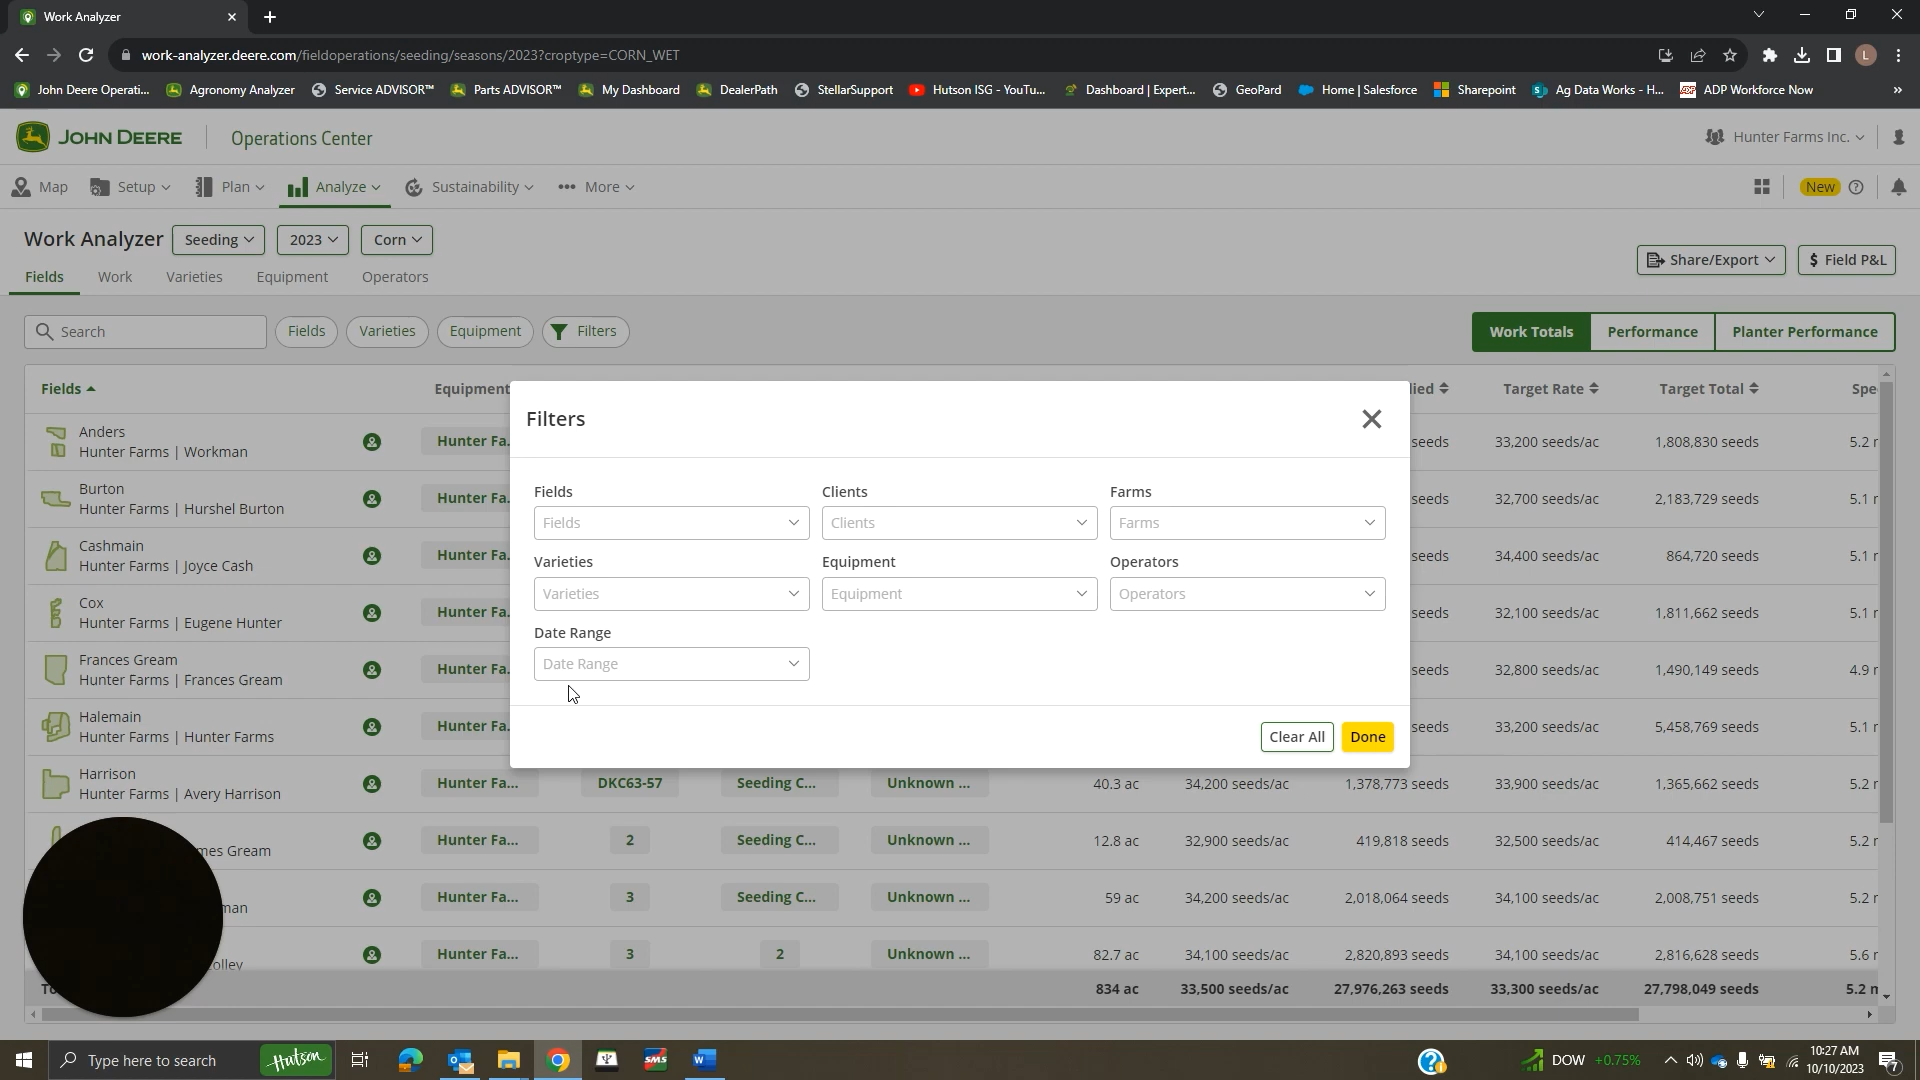 Work Analyzer
work-analyzer.deere.com/fieldoperations/seeding/seasons/2023?croptype=CORN_WET
L
John Deere Operati... Agronomy Analyzer Service ADVISOR™ Parts ADVISOR™ My Dashboard DealerPath StellarSupport Hutson ISG - YouTu... Dashboard | Expert... GeoPard Home | Salesforce Sharepoint Ag Data Works - H... ADP Workforce Now »
JOHN DEERE Operations Center Hunter Farms Inc.
Map Setup Plan Analyze Sustainability More New
Work Analyzer Seeding 2023 Corn
Share/Export $ Field P&L
Fields Work Varieties Equipment Operators
Search Fields Varieties Equipment Filters Work Totals Performance Planter Performance
Fields Equipment lied Target Rate Target Total Spe
Anders
Hunter Farms | Workman Hunter Fa. seeds 33,200 seeds/ac 1,808,830 seeds 5.2 r
Burton
Hunter Farms | Hurshel Burton Hunter Fa. seeds 32,700 seeds/ac 2,183,729 seeds 5.1 r
Cashmain
Hunter Farms | Joyce Cash Hunter Fa. seeds 34,400 seeds/ac 864,720 seeds 5.1 r
Cox
Hunter Farms | Eugene Hunter Hunter Fa. seeds 32,100 seeds/ac 1,811,662 seeds 5.1 r
Frances Gream
Hunter Farms | Frances Gream Hunter Fa. seeds 32,800 seeds/ac 1,490,149 seeds 4.9 r
Halemain
Hunter Farms | Hunter Farms Hunter Fa. seeds 33,200 seeds/ac 5,458,769 seeds 5.1 r
Filters
Fields Clients Farms
Fields Clients Farms
Varieties Equipment Operators
Varieties Equipment Operators
Date Range
Date Range
Clear All Done
Harrison
Hunter Farms | Avery Harrison Hunter Fa... DKC63-57 Seeding C... Unknown ... 40.3 ac 34,200 seeds/ac 1,378,773 seeds 33,900 seeds/ac 1,365,662 seeds 5.2 r
mes Gream Hunter Fa... 2 Seeding C... Unknown ... 12.8 ac 32,900 seeds/ac 419,818 seeds 32,500 seeds/ac 414,467 seeds 5.2 r
man Hunter Fa... 3 Seeding C... Unknown ... 59 ac 34,200 seeds/ac 2,018,064 seeds 34,100 seeds/ac 2,008,751 seeds 5.2 r
olley Hunter Fa... 3 2 Unknown ... 82.7 ac 34,100 seeds/ac 2,820,893 seeds 34,100 seeds/ac 2,816,628 seeds 5.6 r
To 834 ac 33,500 seeds/ac 27,976,263 seeds 33,300 seeds/ac 27,798,049 seeds 5.2 n
Type here to search Hutson SMS W DOW +0.75% 10:27 AM
10/10/2023 7